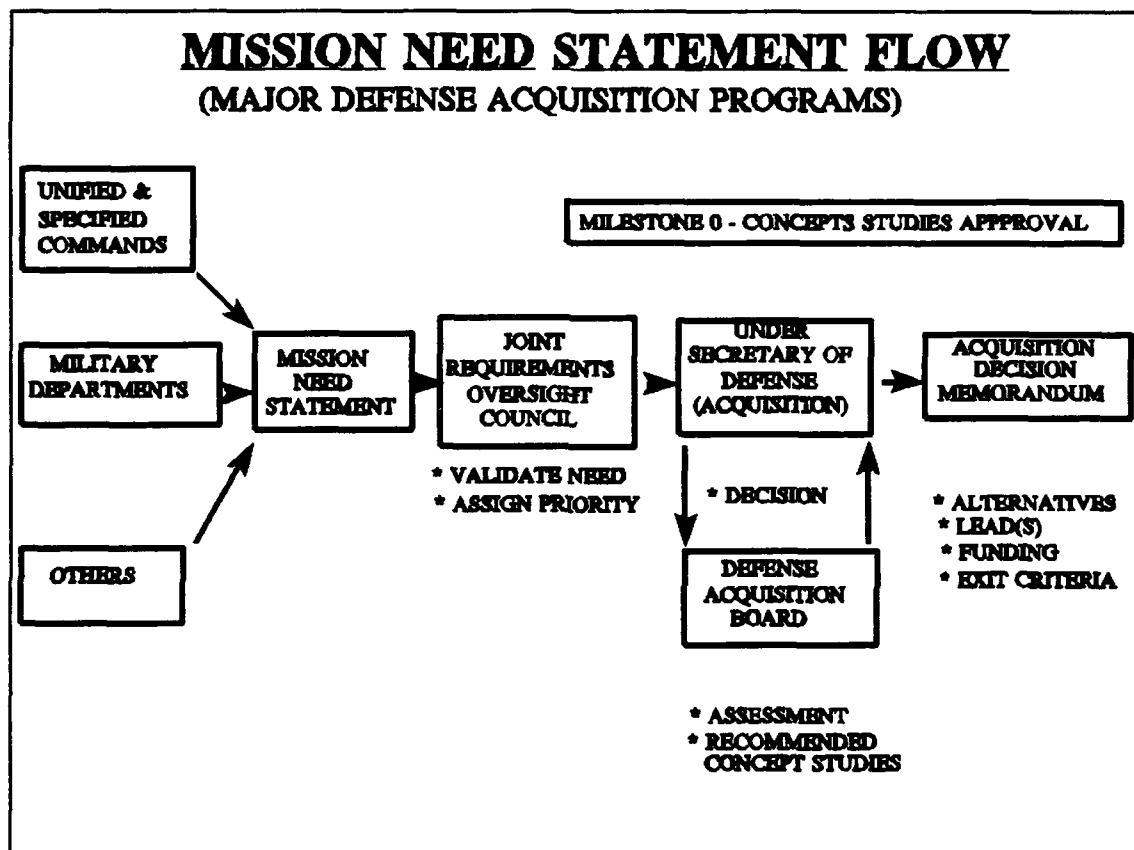 MISSION NEED STATEMENT FLOW
(MAJOR DEFENSE ACQUISITION PROGRAMS)
UNIFIED &
SPECIFIED
COMMANDS
MILESTONE 0 - CONCEPTS STUDIES APPPROVAL
MILITARY
DEPARTMENTS
MISSION
NEED
STATEMENT
JOINT
REQUIREMENTS
OVERSIGHT
COUNCIL
UNDER
SECRETARY OF
DEFENSE
(ACQUISITION)
ACQUISITION
DECISION
MEMORANDUM
* VALIDATE NEED
* ASSIGN PRIORITY
* DECISION
* ALTERNATIVES
* LEAD(S)
* FUNDING
* EXIT CRITERIA
OTHERS
DEFENSE
ACQUISITION
BOARD
* ASSESSMENT
* RECOMMENDED
CONCEPT STUDIES